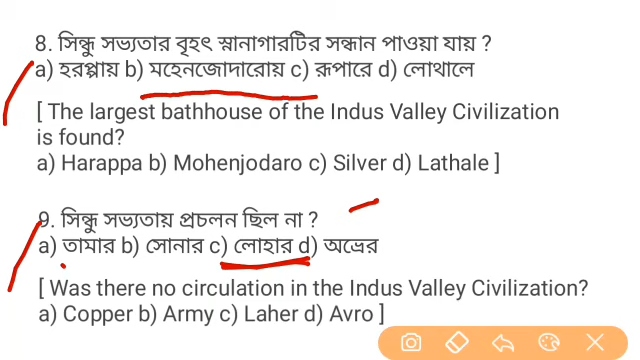 8. সিন্ধু সভ্যতার বৃহৎ স্নানাগারটির সন্ধান পাওয়া যায় ?
a) হরপ্পায় b) মহেনজোদারোয় c) রূপারে d) লোথালে
[ The largest bathhouse of the Indus Valley Civilization
is found?
a) Harappa b) Mohenjodaro c) Silver d) Lathale ]
9. সিন্ধু সভ্যতায় প্রচলন ছিল না ?
a) তামার b) সোনার c) লোহার d) অভ্রের
[ Was there no circulation in the Indus Valley Civilization?
a) Copper b) Army c) Laher d) Avro ]